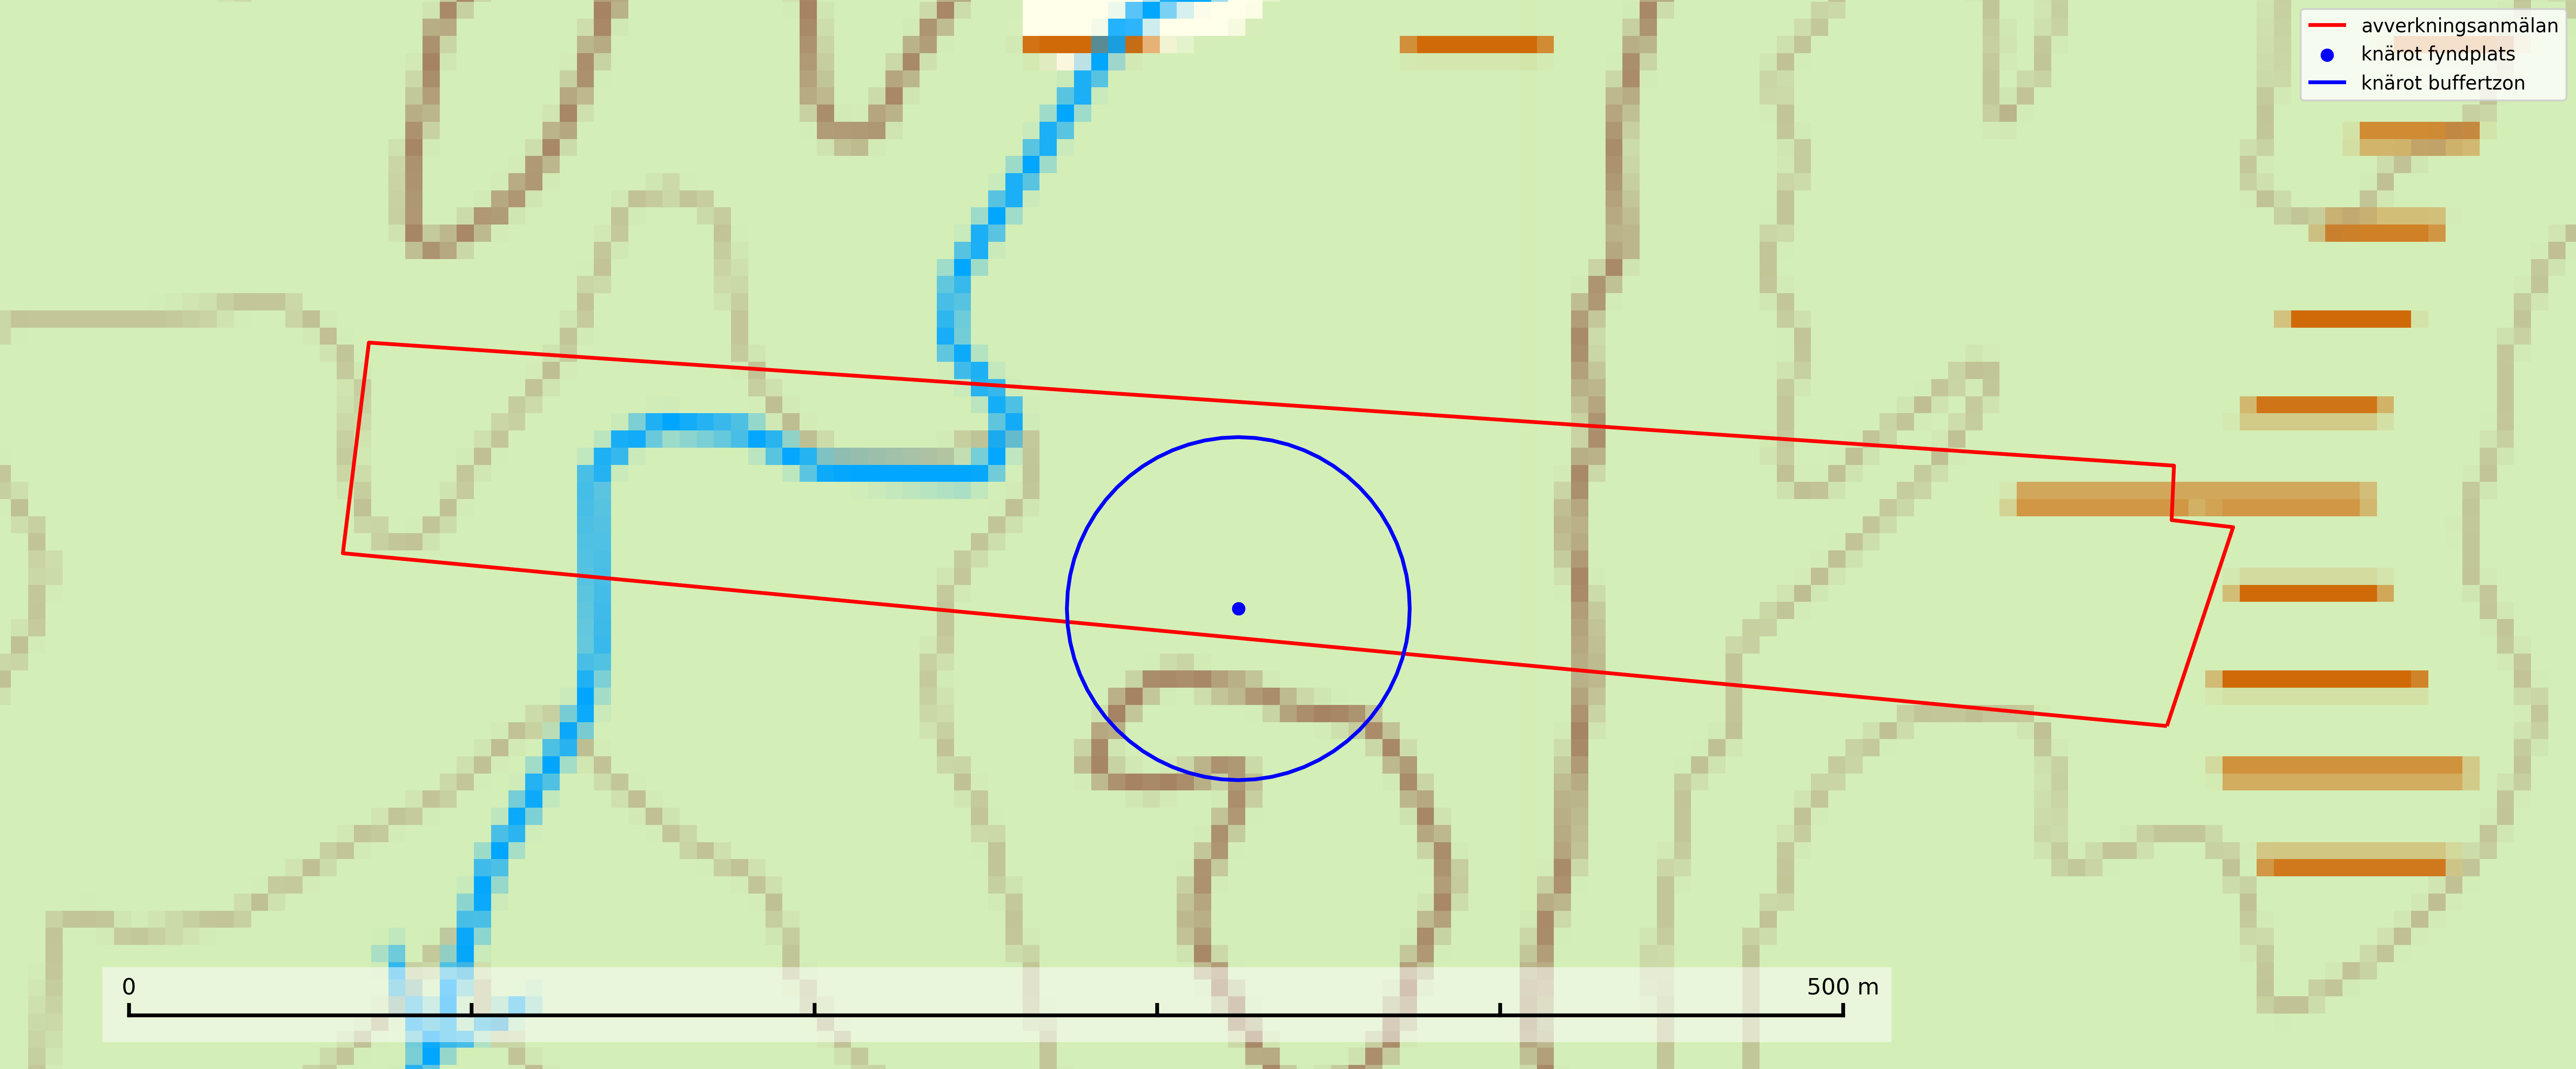 avverkningsanmälan
knärot fyndplats
knärot buffertzon
0
500 m